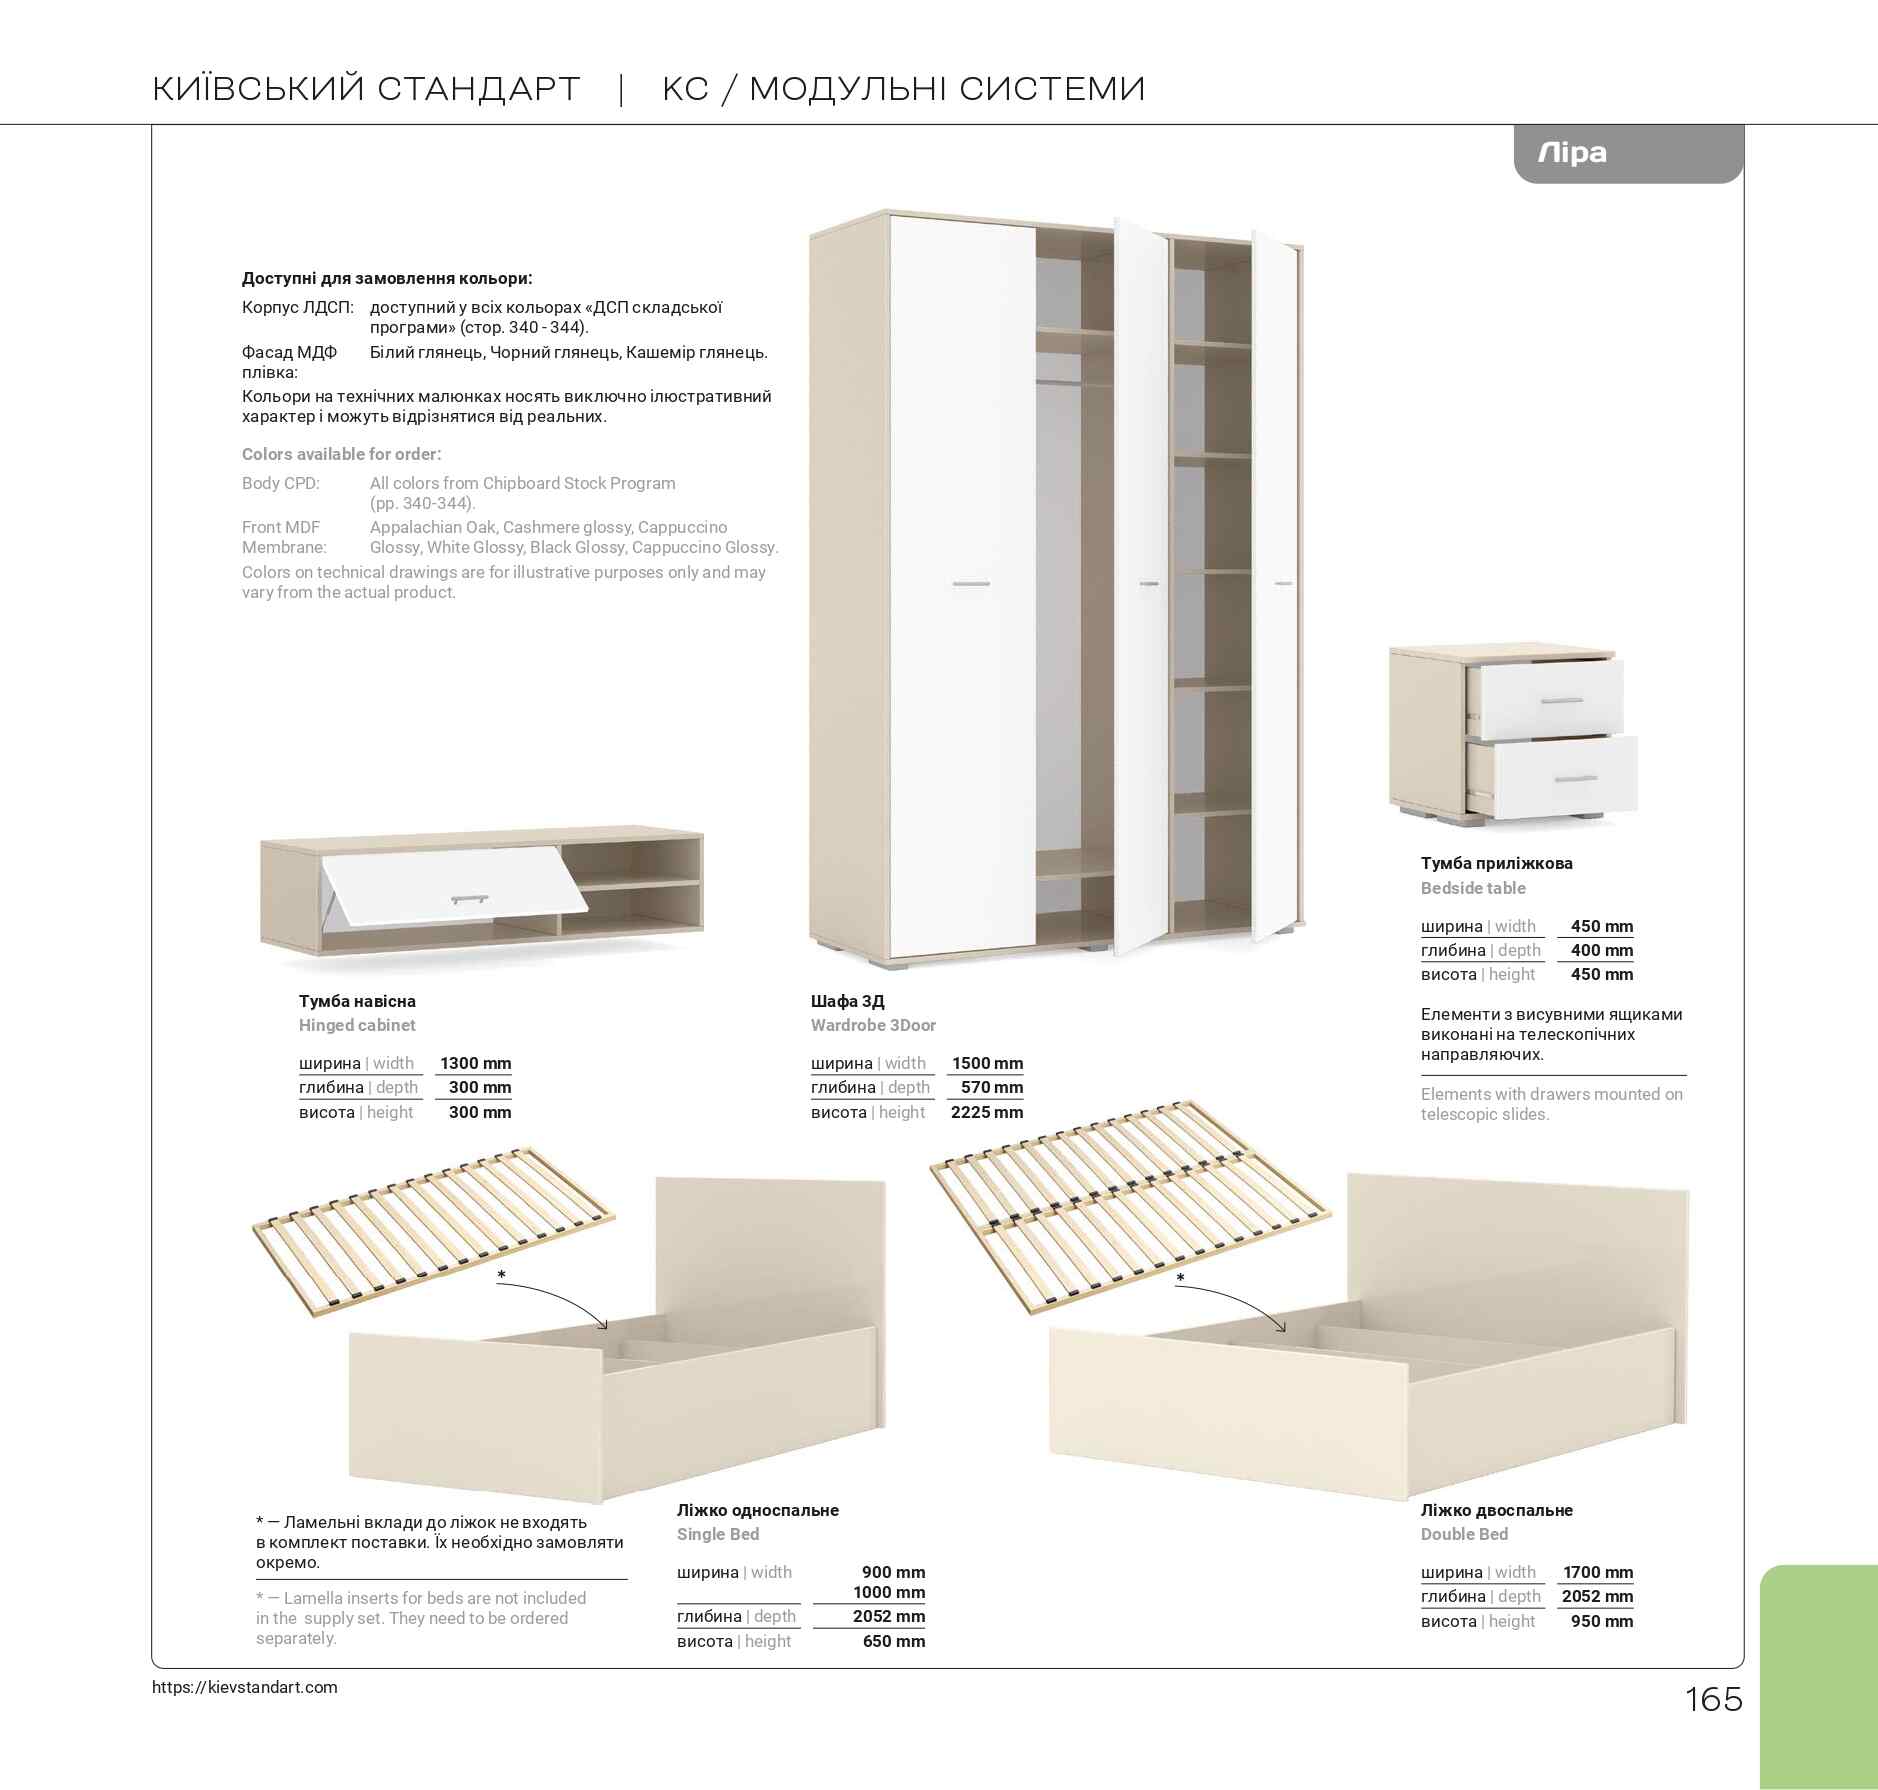 КИЇВСЬКИЙ СТАНДАРТ | КС / МОДУЛЬНІ СИСТЕМИ
Ліра
Доступні для замовлення кольори:
Корпус ЛДСП: доступний у всіх кольорах «ДСП складської
програми» (стор. 340 - 344).
Фасад МДФ Білий глянець, Чорний глянець, Кашемір глянець.
плівка:
Кольори на технічних малюнках носять виключно ілюстративний
характер і можуть відрізнятися від реальних.
Colors available for order:
Body CPD: All colors from Chipboard Stock Program
(pp. 340-344).
Front MDF Appalachian Oak, Cashmere glossy, Cappuccino
Membrane: Glossy, White Glossy, Black Glossy, Cappuccino Glossy.
Colors on technical drawings are for illustrative purposes only and may
vary from the actual product.
Тумба приліжкова
Bedside table
ширина | width 450 mm
глибина | depth 400 mm
висота | height 450 mm
Елементи з висувними ящиками
виконані на телескопічних
направляючих.
Elements with drawers mounted on
telescopic slides.
Тумба навісна
Hinged cabinet
ширина | width 1300 mm
глибина | depth 300 mm
висота | height 300 mm
Шафа 3Д
Wardrobe 3Door
ширина | width 1500 mm
глибина | depth 570 mm
висота | height 2225 mm
*
*
* — Ламельні вклади до ліжок не входять
в комплект поставки. Їх необхідно замовляти
окремо.
* — Lamella inserts for beds are not included
in the supply set. They need to be ordered
separately.
Ліжко односпальне
Single Bed
ширина | width 900 mm
1000 mm
глибина | depth 2052 mm
висота | height 650 mm
Ліжко двоспальне
Double Bed
ширина | width 1700 mm
глибина | depth 2052 mm
висота | height 950 mm
https://kievstandart.com
165